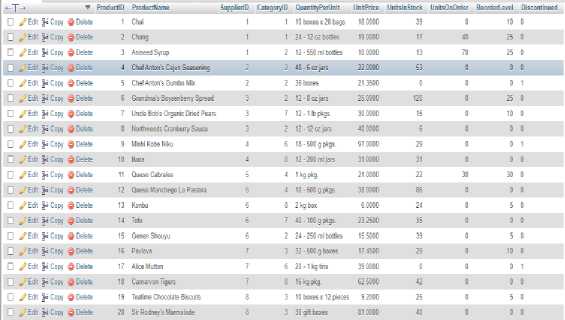 ProductID ProductName SupplierID CategoryID QuantityPerUnit UnitPrice UnitsInStock UnitsOnOrder ReorderLevel Discontinued
Edit Copy Delete 1 Chai 1 1 10 boxes x 20 bags 18.0000 39 0 10 0
Edit Copy Delete 2 Chang 1 1 24 - 12 oz bottles 19.0000 17 40 25 0
Edit Copy Delete 3 Aniseed Syrup 1 2 12 - 550 ml bottles 10.0000 13 70 25 0
Edit Copy Delete 4 Chef Anton's Cajun Seasoning 2 2 48 - 6 oz jars 22.0000 53 0 0 0
Edit Copy Delete 5 Chef Anton's Gumbo Mix 2 2 36 boxes 21.3500 0 0 0 1
Edit Copy Delete 6 Grandma's Boysenberry Spread 3 2 12 - 8 oz jars 25.0000 120 0 25 0
Edit Copy Delete 7 Uncle Bob's Organic Dried Pears 3 7 12 - 1 lb pkgs. 30.0000 15 0 10 0
Edit Copy Delete 8 Northwoods Cranberry Sauce 3 2 12 - 12 oz jars 40.0000 6 0 0 0
Edit Copy Delete 9 Mishi Kobe Niku 4 6 18 - 500 g pkgs. 97.0000 29 0 0 1
Edit Copy Delete 10 Ikura 4 8 12 - 200 ml jars 31.0000 31 0 0 0
Edit Copy Delete 11 Queso Cabrales 5 4 1 kg pkg. 21.0000 22 30 30 0
Edit Copy Delete 12 Queso Manchego La Pastora 5 4 10 - 500 g pkgs. 38.0000 86 0 0 0
Edit Copy Delete 13 Konbu 6 8 2 kg box 6.0000 24 0 5 0
Edit Copy Delete 14 Tofu 6 7 40 - 100 g pkgs. 23.2500 35 0 0 0
Edit Copy Delete 15 Genen Shouyu 6 2 24 - 250 ml bottles 15.5000 39 0 5 0
Edit Copy Delete 16 Pavlova 7 3 32 - 500 g boxes 17.4500 29 0 10 0
Edit Copy Delete 17 Alice Mutton 7 6 20 - 1 kg tins 39.0000 0 0 0 1
Edit Copy Delete 18 Carnarvon Tigers 7 8 16 kg pkg. 62.5000 42 0 0 0
Edit Copy Delete 19 Teatime Chocolate Biscuits 8 3 10 boxes x 12 pieces 9.2000 25 0 5 0
Edit Copy Delete 20 Sir Rodney's Marmalade 8 3 30 gift boxes 81.0000 40 0 0 0